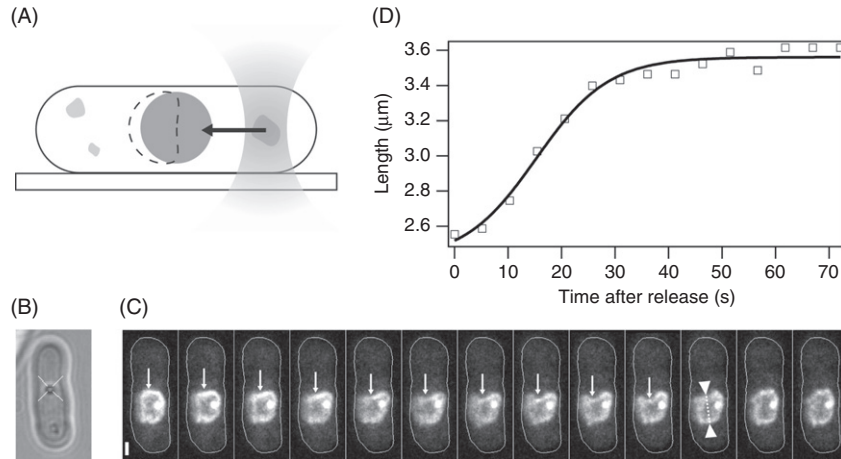 (A)
(D)
3.6
3.4
3.2
3.0
2.8
2.6
Length (μm)
0 10 20 30 40 50 60 70
Time after release (s)
(B)
(C)